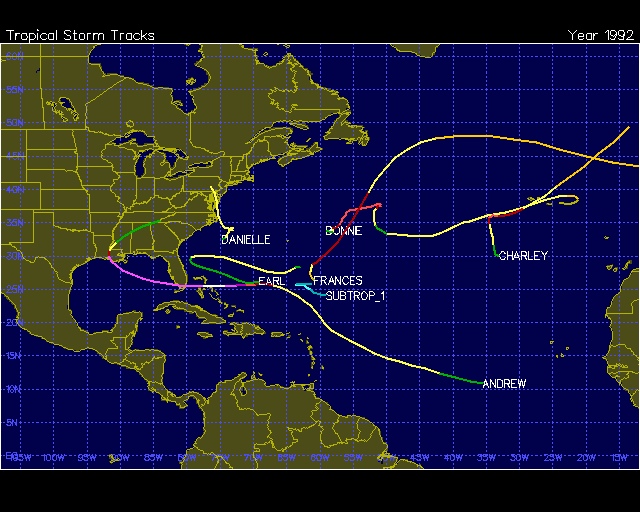 Tropical Storm Tracks Year 1992
55N
50N
45N
40N
35N
30N
25N
20N
15N
10N
5N
DANIELLE
BONNIE
CHARLEY
EARL
FRANCES
SUBTROP_1
ANDREW
105W 100W 95W 90W 85W 80W 75W 70W 65W 60W 55W 50W 45W 40W 35W 30W 25W 20W 15W